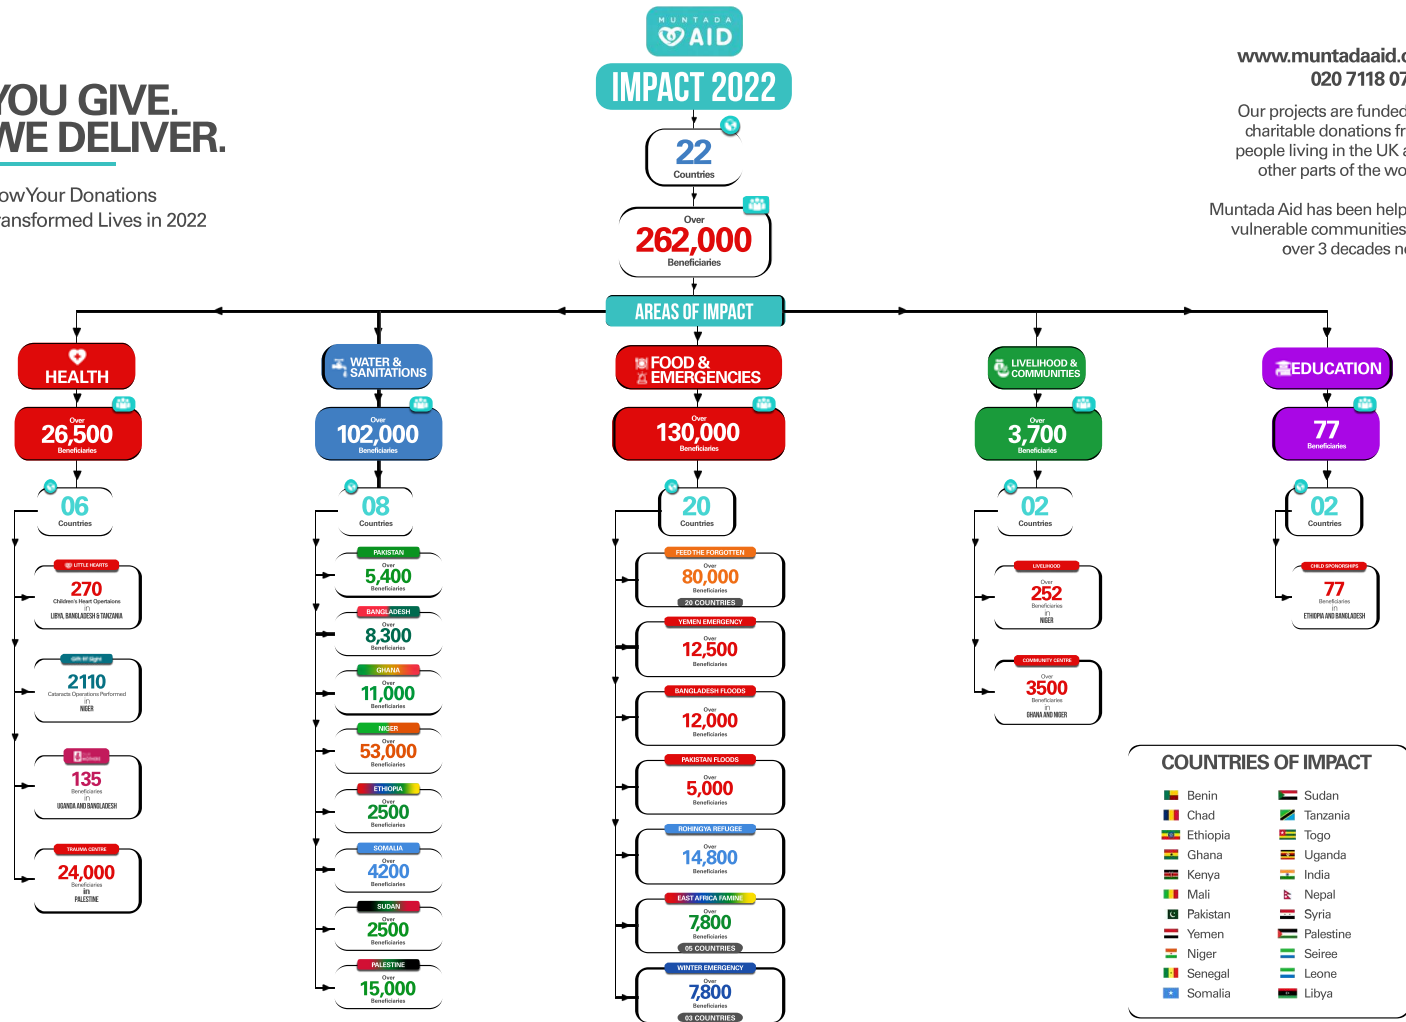 MUNTADA
AID
IMPACT 2022
22
Countries
Over
262,000
Beneficiaries
YOU GIVE.
WE DELIVER.
ow Your Donations
ransformed Lives in 2022
www.muntadaaid.c
020 7118 07
Our projects are funded
charitable donations fr
people living in the UK a
other parts of the wo
Muntada Aid has been help
vulnerable communities
over 3 decades n
AREAS OF IMPACT
HEALTH
Over
26,500
Beneficiaries
06
Countries
LITTLE HEARTS
270
Children's Heart Opertaions
in
LIBYA, BANGLADESH & TANZANIA
Gift of Sight
2110
Cataracts Operations Performed
in
NIGER
135
Beneficiaries
in
UGANDA AND BANGLADESH
TRAUMA CENTRE
24,000
Beneficiaries
in
PALESTINE
WATER &
SANITATIONS
Over
102,000
Beneficiaries
08
Countries
PAKISTAN
Over
5,400
Beneficiaries
BANGLADESH
Over
8,300
Beneficiaries
GHANA
Over
11,000
Beneficiaries
NIGER
Over
53,000
Beneficiaries
ETHIOPIA
Over
2500
Beneficiaries
SOMALIA
Over
4200
Beneficiaries
SUDAN
Over
2500
Beneficiaries
PALESTINE
Over
15,000
Beneficiaries
FOOD &
EMERGENCIES
Over
130,000
Beneficiaries
20
Countries
FEED THE FORGOTTEN
Over
80,000
Beneficiaries
20 COUNTRIES
YEMEN EMERGENCY
Over
12,500
Beneficiaries
BANGLADESH FLOODS
Over
12,000
Beneficiaries
PAKISTAN FLOODS
Over
5,000
Beneficiaries
ROHINGYA REFUGEE
Over
14,800
Beneficiaries
EAST AFRICA FAMINE
Over
7,800
Beneficiaries
05 COUNTRIES
WINTER EMERGENCY
Over
7,800
Beneficiaries
03 COUNTRIES
LIVELIHOOD &
COMMUNITIES
Over
3,700
Beneficiaries
02
Countries
LIVELIHOOD
Over
252
Beneficiaries
in
NIGER
COMMUNITY CENTRE
Over
3500
Beneficiaries
in
GHANA AND NIGER
EDUCATION
77
Beneficiaries
02
Countries
CHILD SPONORSHIPS
77
Beneficiaries
in
ETHIOPIA AND BANGLADESH
COUNTRIES OF IMPACT
Benin
Chad
Ethiopia
Ghana
Kenya
Mali
Pakistan
Yemen
Niger
Senegal
Somalia
Sudan
Tanzania
Togo
Uganda
India
Nepal
Syria
Palestine
Seiree
Leone
Libya